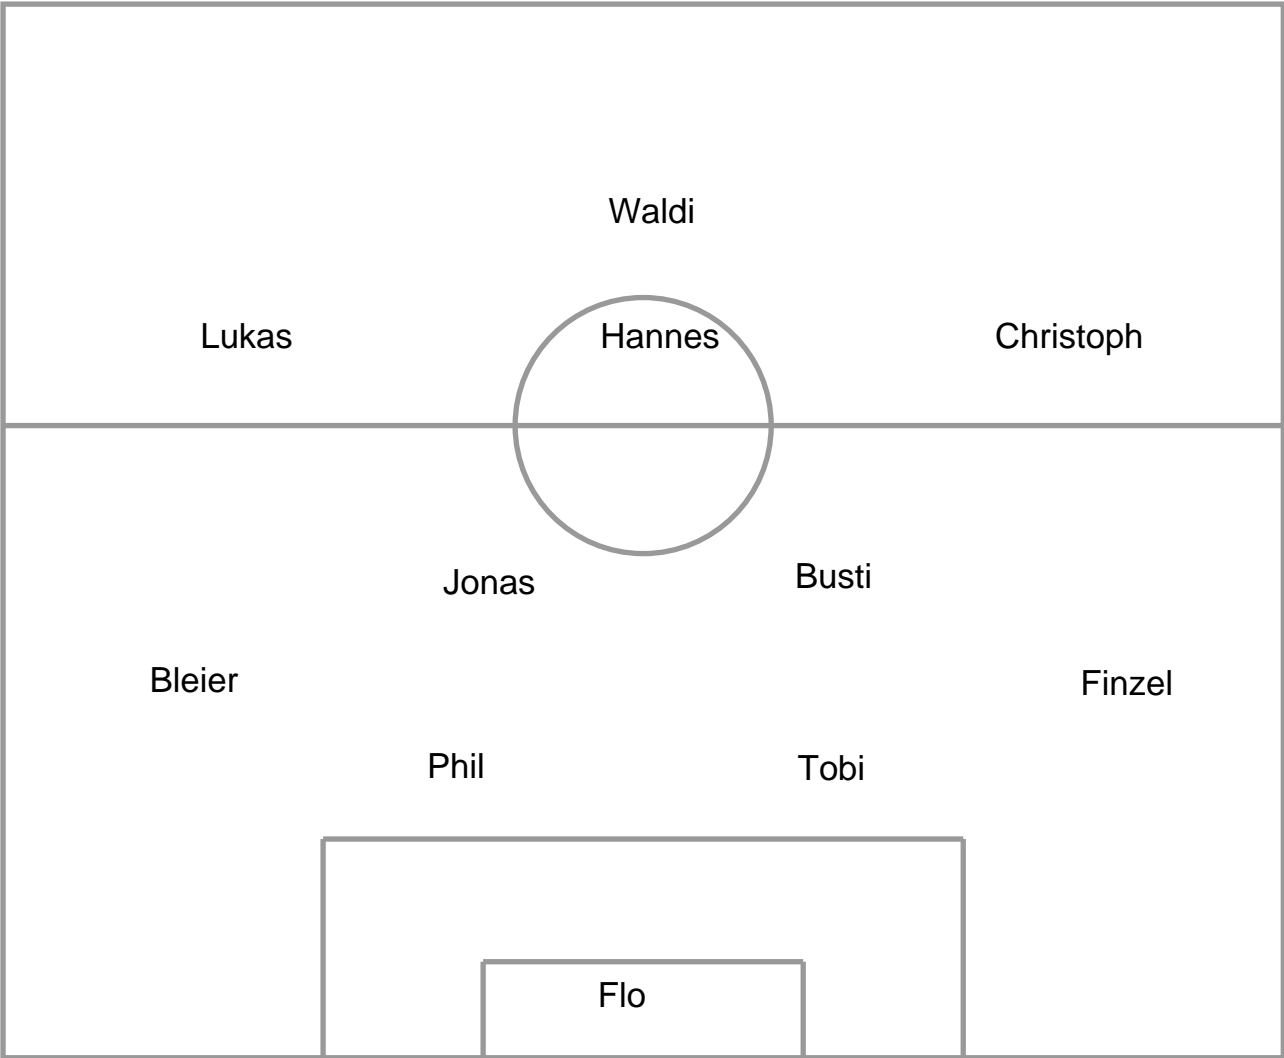 Waldi
Lukas Hannes Christoph
Jonas Busti
Bleier Finzel
Phil Tobi
Flo